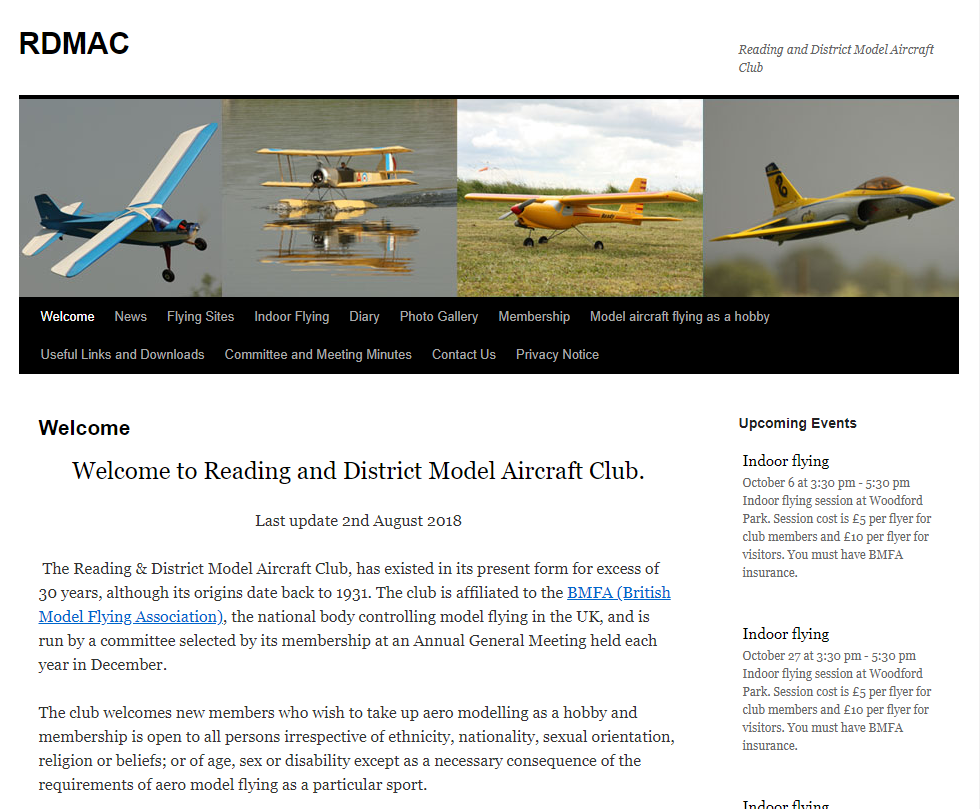 RDMAC
Reading and District Model Aircraft
Club
Welcome News Flying Sites Indoor Flying Diary Photo Gallery Membership Model aircraft flying as a hobby
Useful Links and Downloads Committee and Meeting Minutes Contact Us Privacy Notice
Welcome
Welcome to Reading and District Model Aircraft Club.
Last update 2nd August 2018
The Reading & District Model Aircraft Club, has existed in its present form for excess of
30 years, although its origins date back to 1931. The club is affiliated to the BMFA (British
Model Flying Association), the national body controlling model flying in the UK, and is
run by a committee selected by its membership at an Annual General Meeting held each
year in December.
The club welcomes new members who wish to take up aero modelling as a hobby and
membership is open to all persons irrespective of ethnicity, nationality, sexual orientation,
religion or beliefs; or of age, sex or disability except as a necessary consequence of the
requirements of aero model flying as a particular sport.
Upcoming Events
Indoor flying
October 6 at 3:30 pm - 5:30 pm
Indoor flying session at Woodford
Park. Session cost is £5 per flyer for
club members and £10 per flyer for
visitors. You must have BMFA
insurance.
Indoor flying
October 27 at 3:30 pm - 5:30 pm
Indoor flying session at Woodford
Park. Session cost is £5 per flyer for
club members and £10 per flyer for
visitors. You must have BMFA
insurance.
Indoor flying